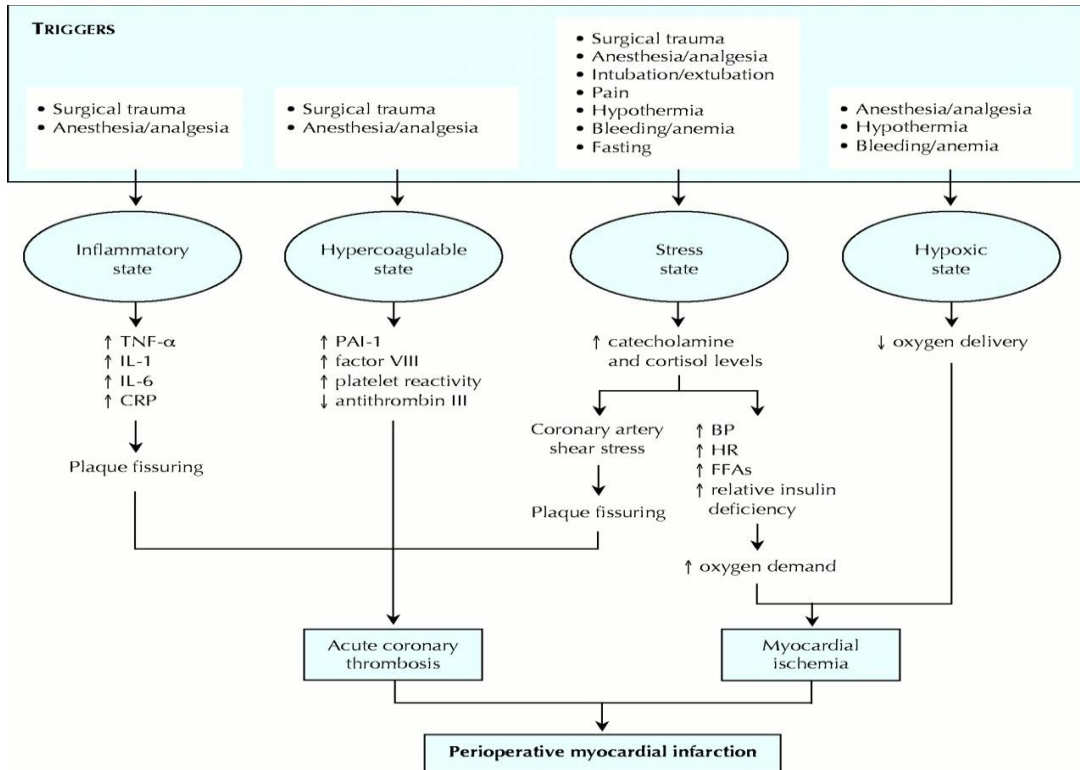 TRIGGERS
• Surgical trauma
• Anesthesia/analgesia
• Surgical trauma
• Anesthesia/analgesia
• Surgical trauma
• Anesthesia/analgesia
• Intubation/extubation
• Pain
• Hypothermia
• Bleeding/anemia
• Fasting
• Anesthesia/analgesia
• Hypothermia
• Bleeding/anemia
Inflammatory
state
Hypercoagulable
state
Stress
state
Hypoxic
state
↑ TNF-α
↑ IL-1
↑ IL-6
↑ CRP
Plaque fissuring
↑ PAI-1
↑ factor VIII
↑ platelet reactivity
↓ antithrombin III
↑ catecholamine
and cortisol levels
Coronary artery
shear stress
Plaque fissuring
↑ BP
↑ HR
↑ FFAs
↑ relative insulin
deficiency
↑ oxygen demand
↓ oxygen delivery
Acute coronary
thrombosis
Myocardial
ischemia
Perioperative myocardial infarction